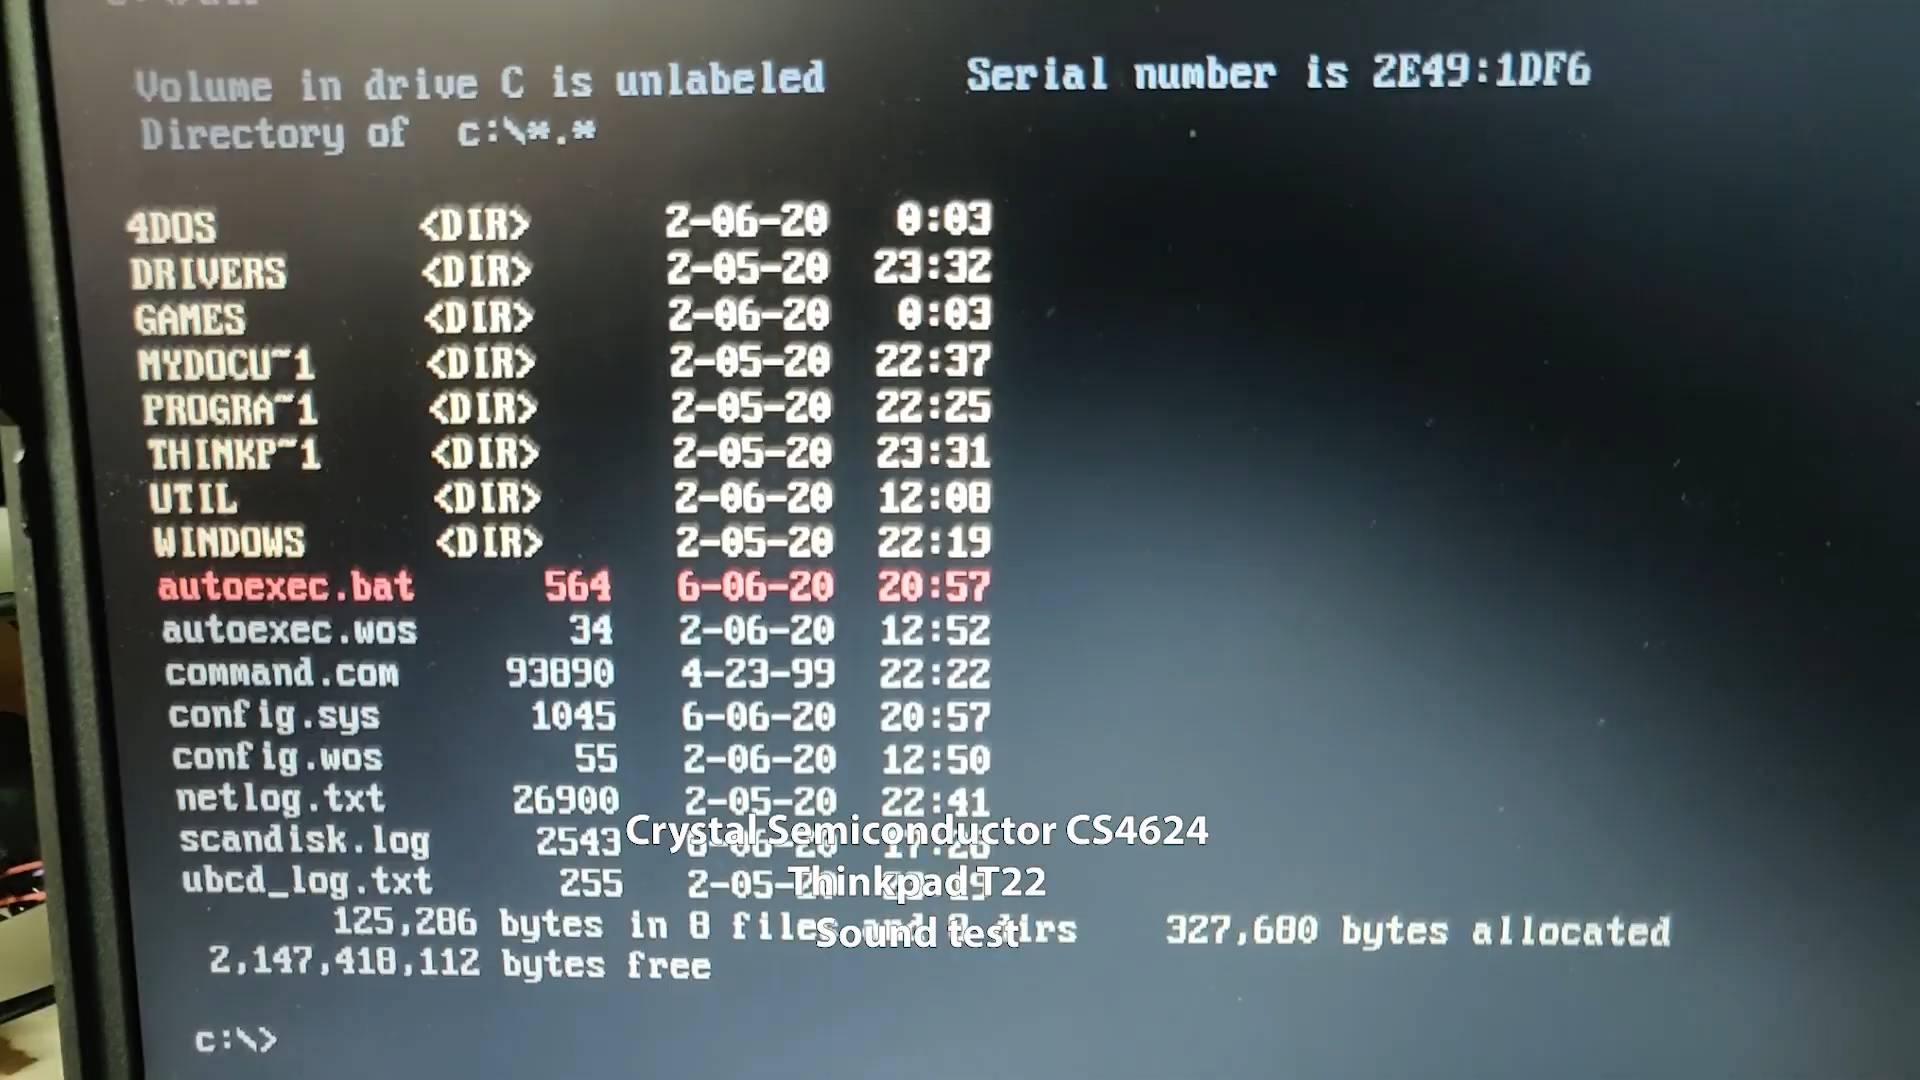 Volume in drive C is unlabeled Serial number is 2E49:1DF6
Directory of c:\*.*
4DOS <DIR> 2-06-20 0:03
DRIVERS <DIR> 2-05-20 23:32
GAMES <DIR> 2-06-20 0:03
MYDOCU~1 <DIR> 2-05-20 22:37
PROGRA~1 <DIR> 2-05-20 22:25
THINKP~1 <DIR> 2-05-20 23:31
UTIL <DIR> 2-06-20 12:08
WINDOWS <DIR> 2-05-20 22:19
autoexec.bat 564 6-06-20 20:57
autoexec.wos 34 2-06-20 12:52
command.com 93890 4-23-99 22:22
config.sys 1045 6-06-20 20:57
config.wos 55 2-06-20 12:50
netlog.txt 26900 2-05-20 22:41
scandisk.log 2543
Crystal Semiconductor CS4624
ubcd_log.txt 255
Thinkpad T22
125,286 bytes in 8 files dirs 327,680 bytes allocated
Sound test
2,147,418,112 bytes free
c:\>